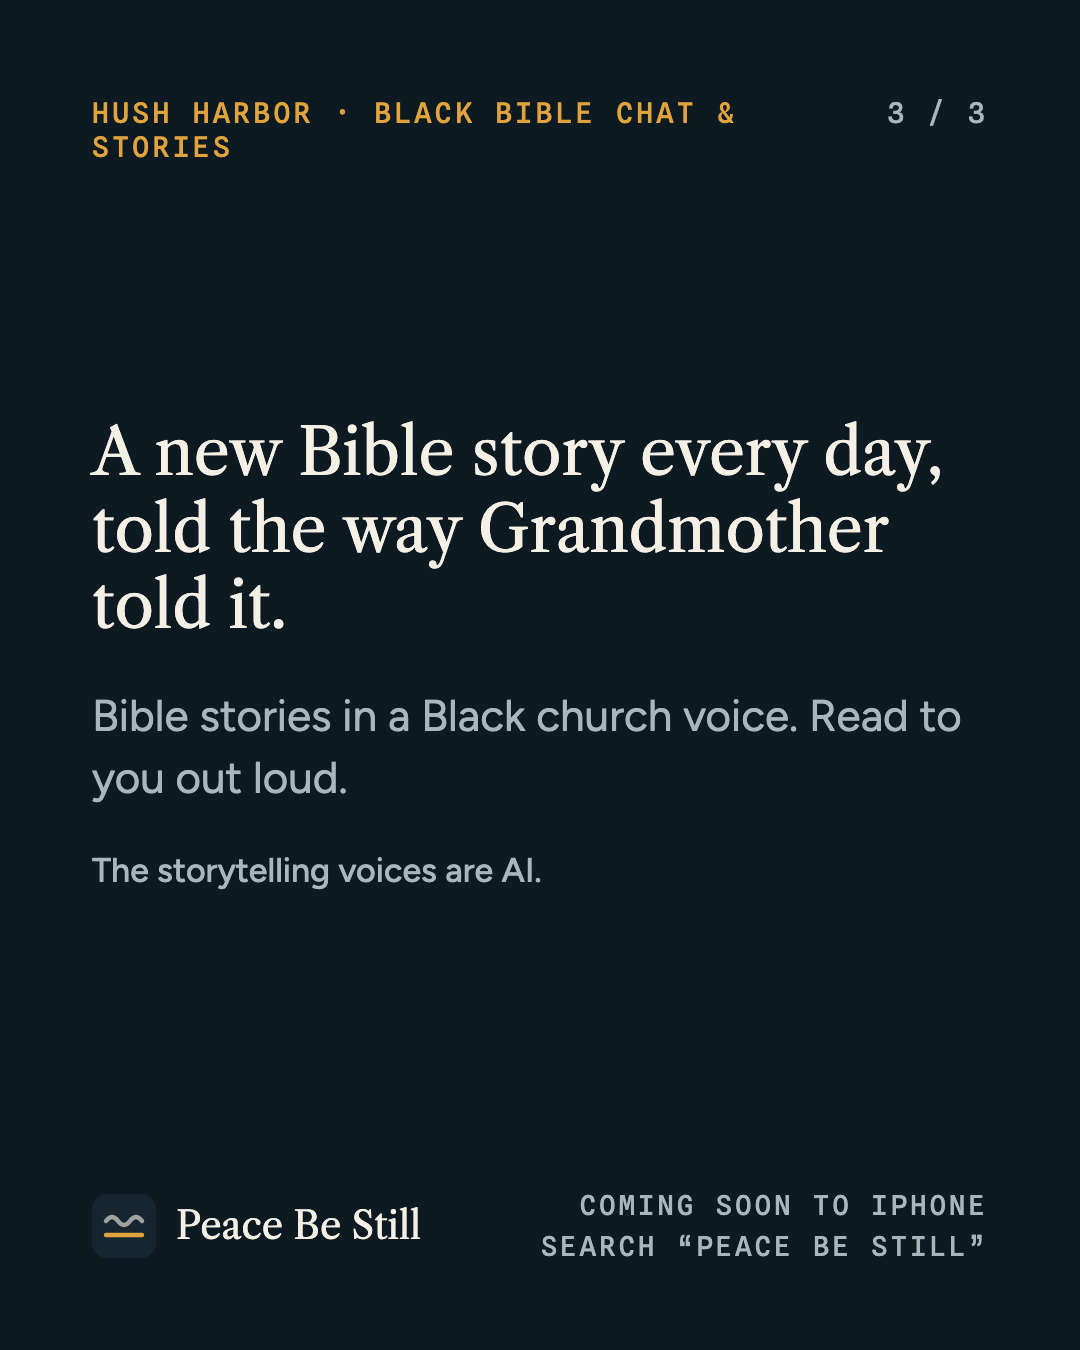 HUSH HARBOR · BLACK BIBLE CHAT &
STORIES
3 / 3
A new Bible story every day,
told the way Grandmother
told it.
Bible stories in a Black church voice. Read to
you out loud.
The storytelling voices are AI.
Peace Be Still
COMING SOON TO IPHONE
SEARCH “PEACE BE STILL”